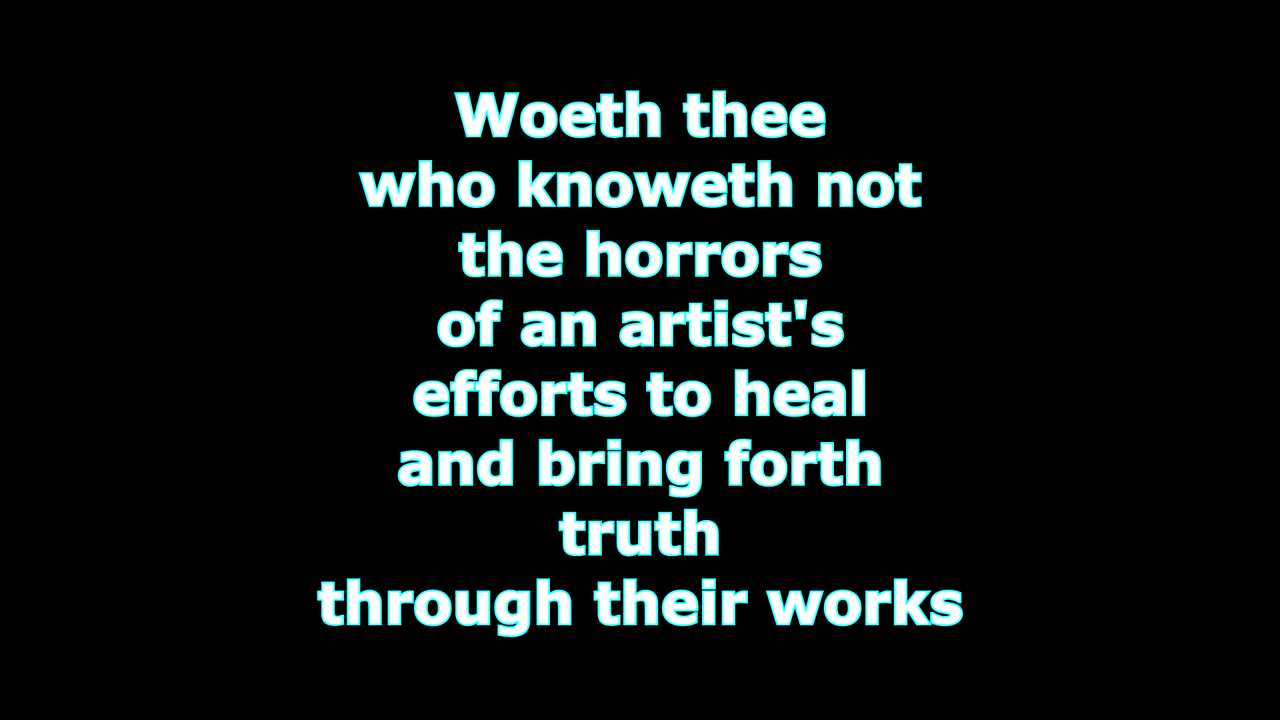 Woeth thee
who knoweth not
the horrors
of an artist's
efforts to heal
and bring forth
truth
through their works